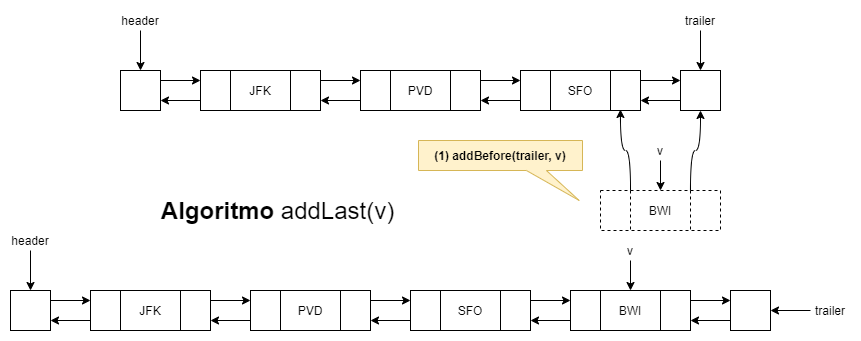 header
trailer
JFK
PVD
SFO
(1) addBefore(trailer, v)
v
BWI
Algoritmo addLast(v)
header
v
JFK
PVD
SFO
BWI
trailer